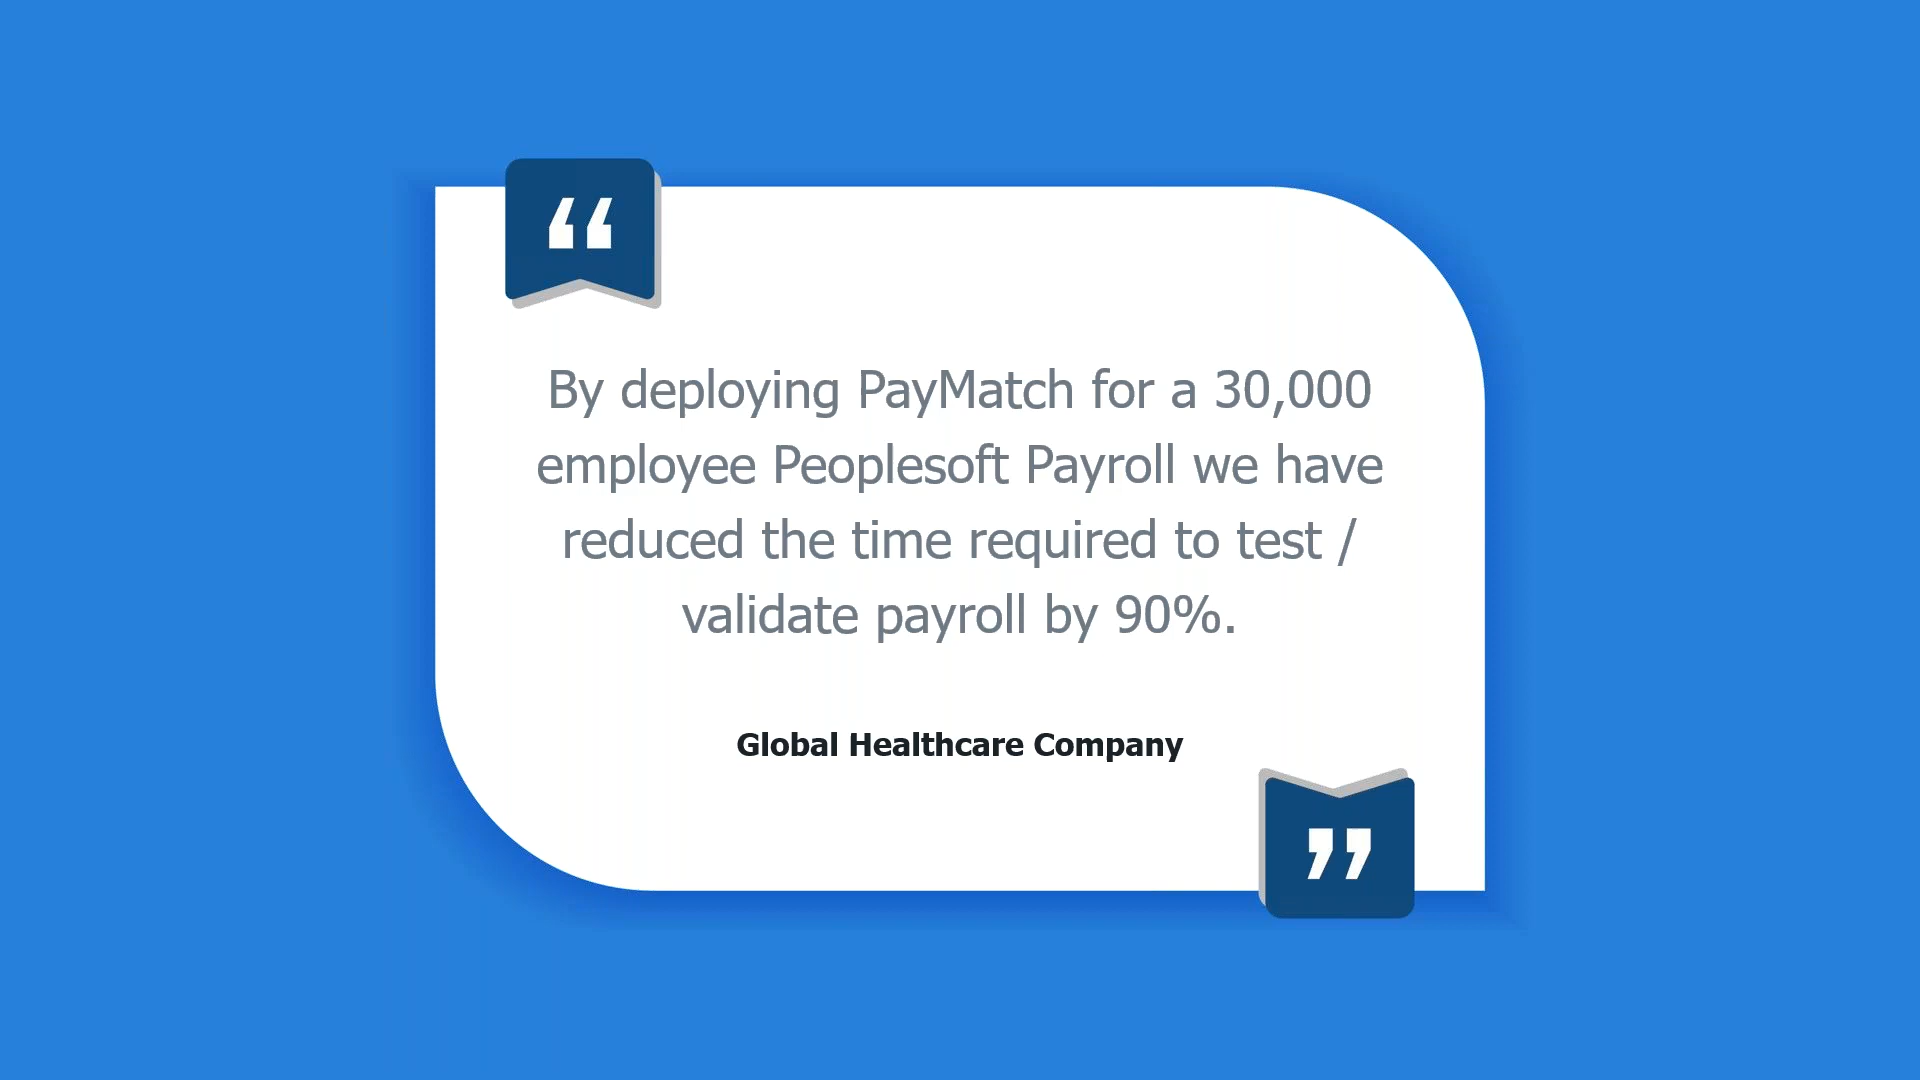 “
By deploying PayMatch for a 30,000
employee Peoplesoft Payroll we have
reduced the time required to test /
validate payroll by 90%.
Global Healthcare Company
”